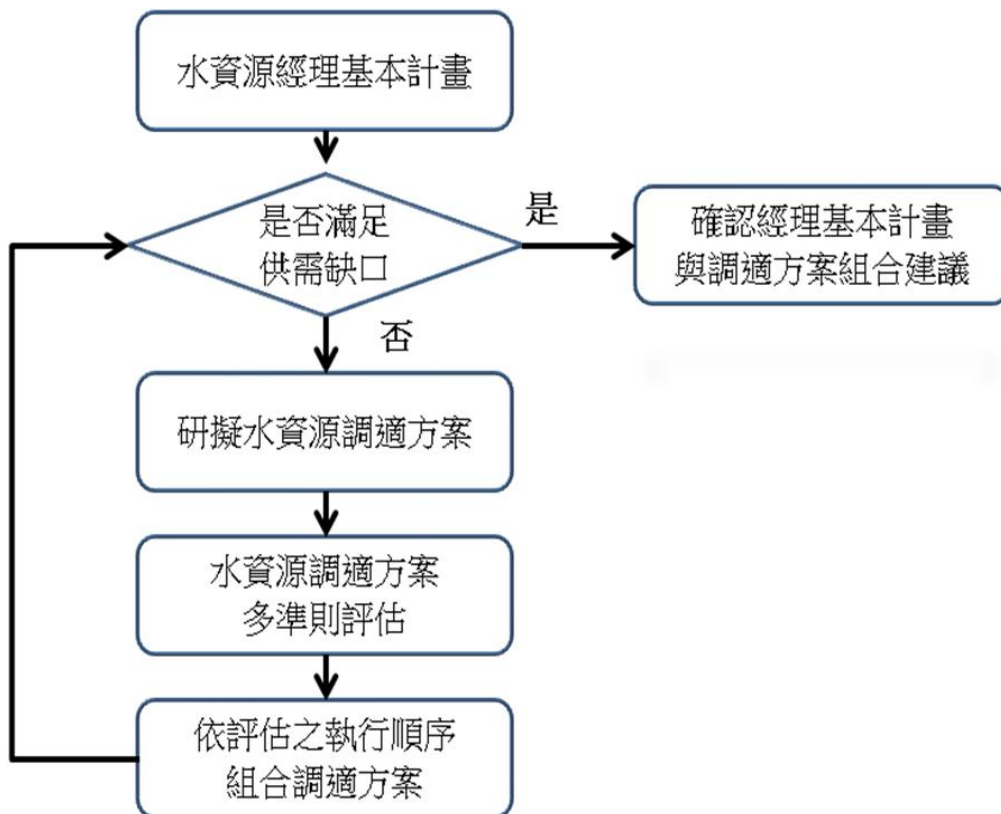 水資源經理基本計畫
是否滿足
供需缺口
是
確認經理基本計畫
與調適方案組合建議
否
研擬水資源調適方案
水資源調適方案
多準則評估
依評估之執行順序
組合調適方案